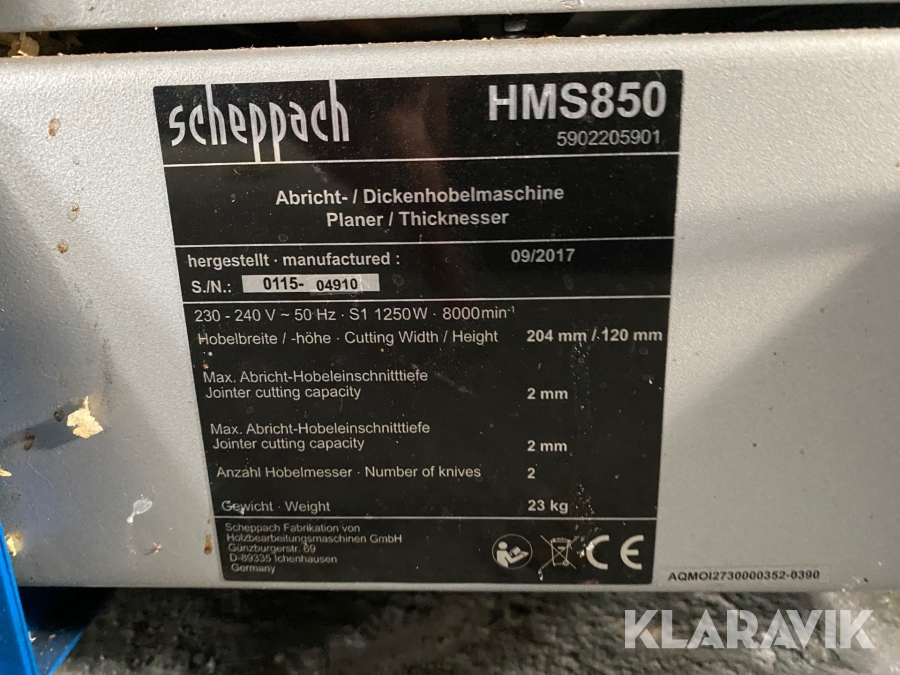 scheppach
HMS850
5902205901
Abricht- / Dickenhobelmaschine
Planer / Thicknesser
hergestellt · manufactured : 09/2017
S./N.: 0115- 04910
230 - 240 V ~ 50 Hz · S1 1250W · 8000min⁻¹
Hobelbreite / -höhe · Cutting Width / Height 204 mm / 120 mm
Max. Abricht-Hobeleinschnitttiefe
Jointer cutting capacity 2 mm
Max. Abricht-Hobeleinschnitttiefe
Jointer cutting capacity 2 mm
Anzahl Hobelmesser · Number of knives 2
Gewicht · Weight 23 kg
Scheppach Fabrikation von
Holzbearbeitungsmaschinen GmbH
Günzburgerstr. 69
D-89335 Ichenhausen
Germany
CE
AQMOI2730000352-0390
KLARAVIK